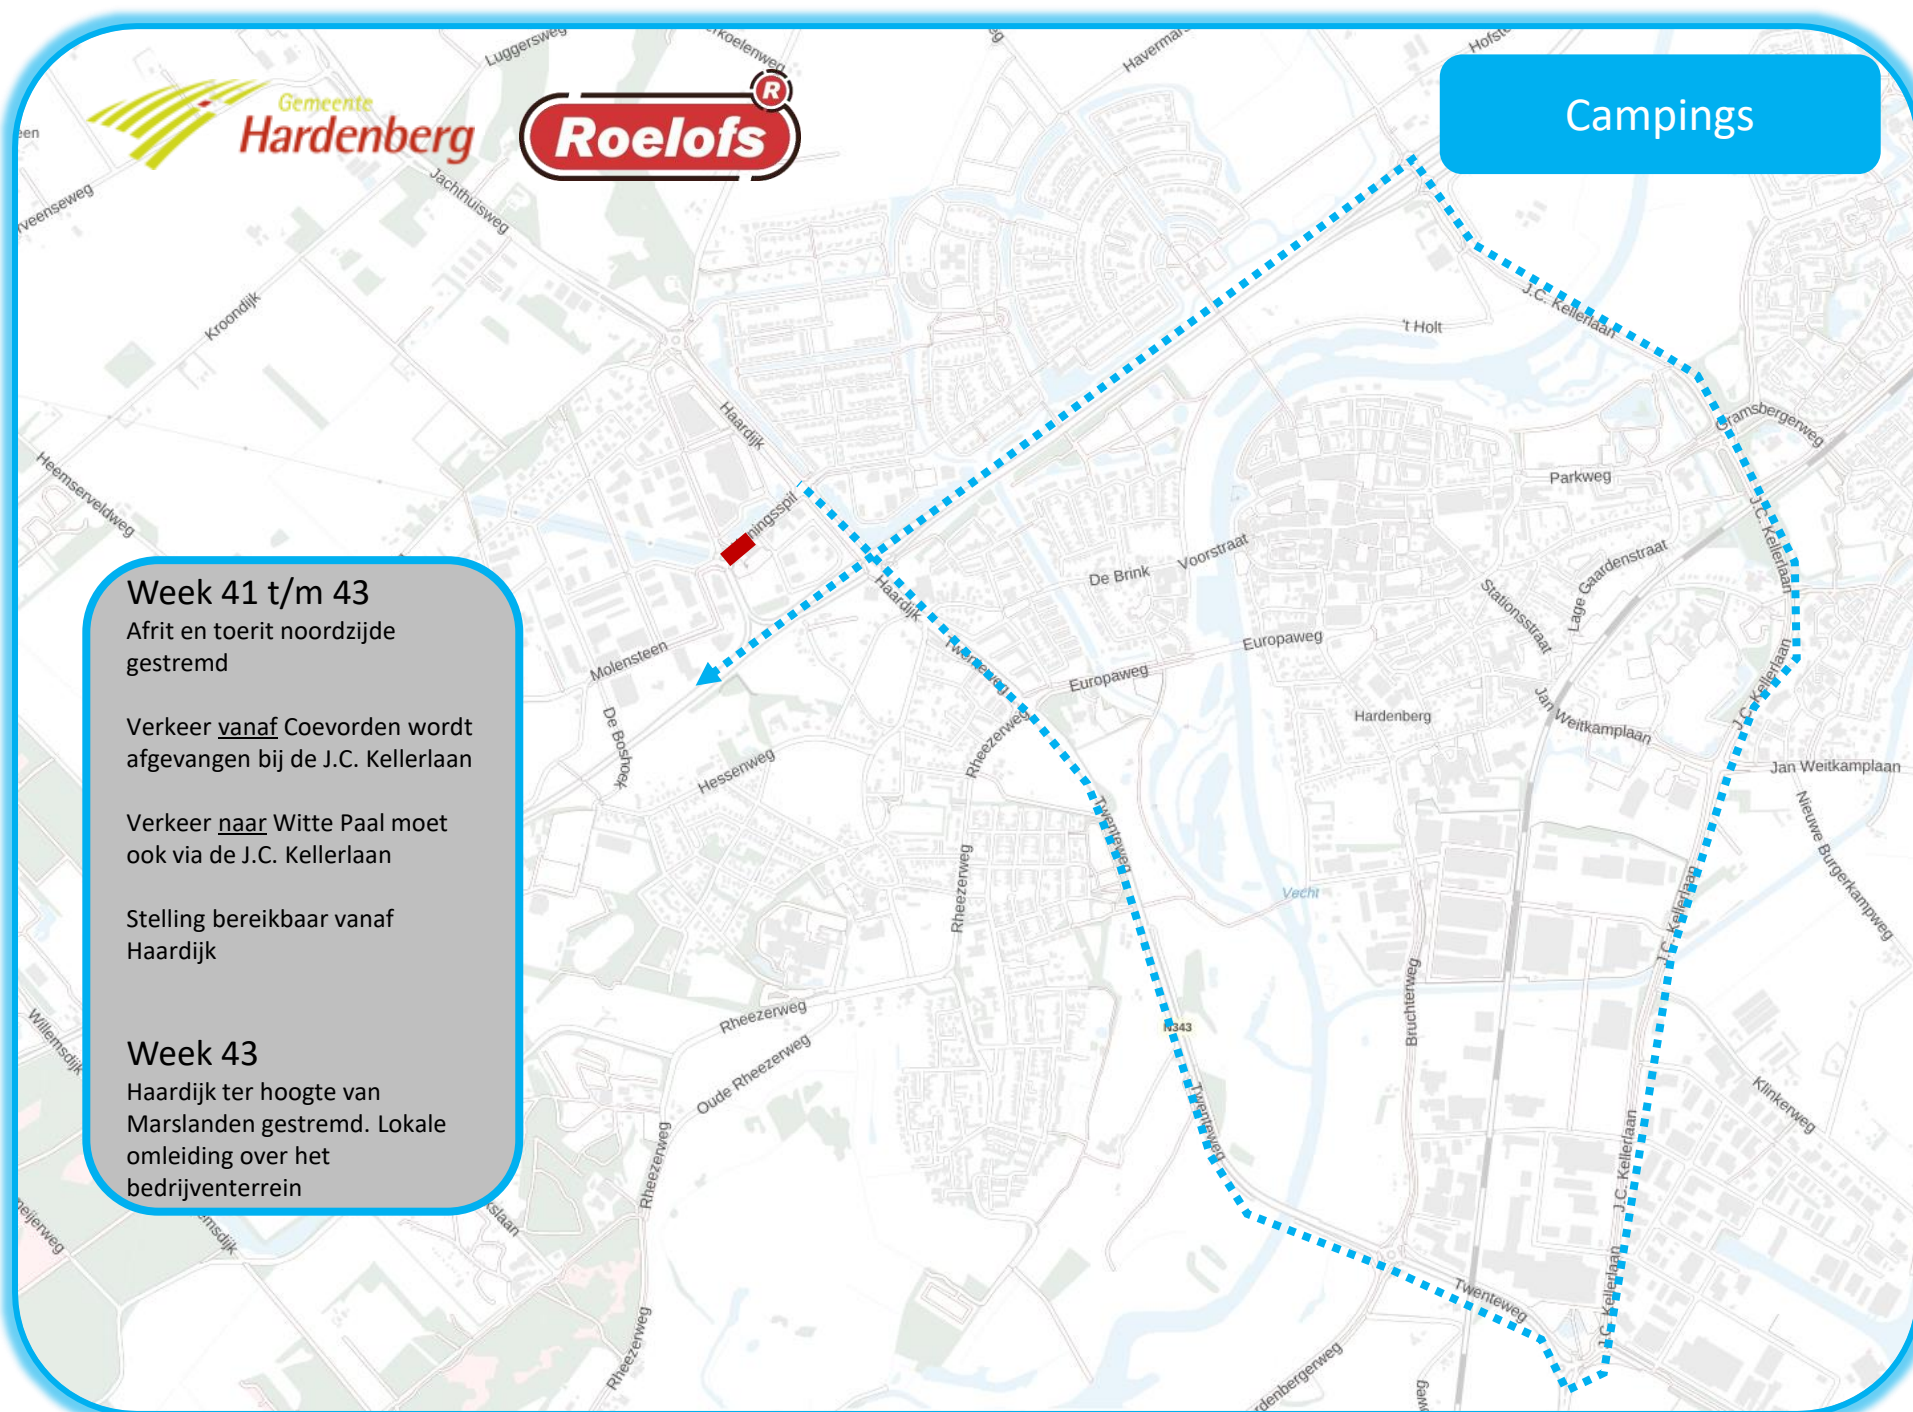 Gemeente
Hardenberg
Roelofs
R
Campings
Week 41 t/m 43
Afrit en toerit noordzijde
gestremd
Verkeer vanaf Coevorden wordt
afgevangen bij de J.C. Kellerlaan
Verkeer naar Witte Paal moet
ook via de J.C. Kellerlaan
Stelling bereikbaar vanaf
Haardijk
Week 43
Haardijk ter hoogte van
Marslanden gestremd. Lokale
omleiding over het
bedrijventerrein
Luggersweg
Jachthuisweg
Kroondijk
Heemserveldweg
Haardijk
Haardijk
Molensteen
De Boshoek
Hessenweg
Twenteweg
Rheezerweg
Europaweg
Europaweg
De Brink
Voorstraat
't Holt
J.C. Kellerlaan
Gramsbergerweg
Parkweg
J.C. Kellerlaan
Lage Gaardenstraat
Stationsstraat
Hardenberg
Jan Weitkamplaan
J.C. Kellerlaan
Jan Weitkamplaan
Nieuwe Burgerkampweg
Twenteweg
Vecht
Rheezerweg
J.C. Kellerlaan
Bruchterweg
N343
Rheezerweg
Oude Rheezerweg
Willemsdijk
Twenteweg
Klinkerweg
J.C. Kellerlaan
Rheezerweg
Twenteweg
J.C. Kellerlaan
Rheezerweg